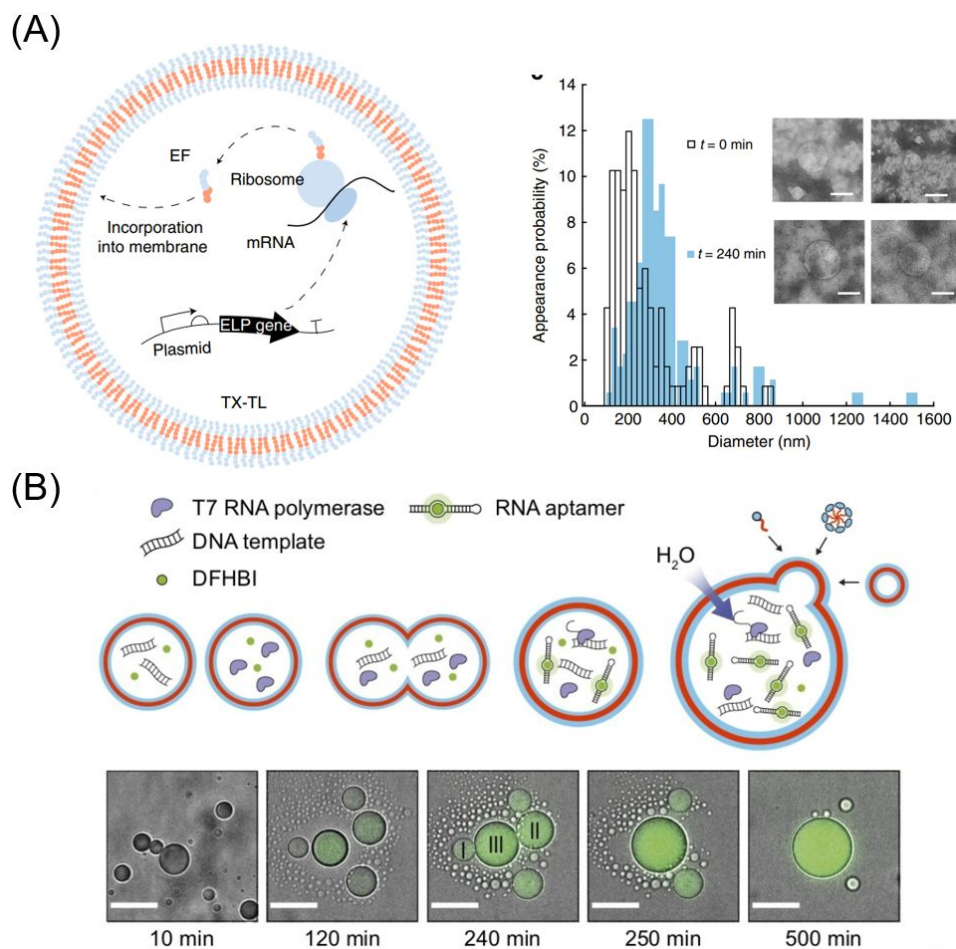 (A)
EF
Ribosome
Incorporation
into membrane
mRNA
ELP gene
Plasmid
TX-TL
Appearance probability (%)
14
12
10
8
6
4
2
0
t = 0 min
t = 240 min
0 200 400 600 800 1000 1200 1400 1600
Diameter (nm)
(B)
T7 RNA polymerase
RNA aptamer
DNA template
DFHBI
H₂O
I
III
II
10 min
120 min
240 min
250 min
500 min